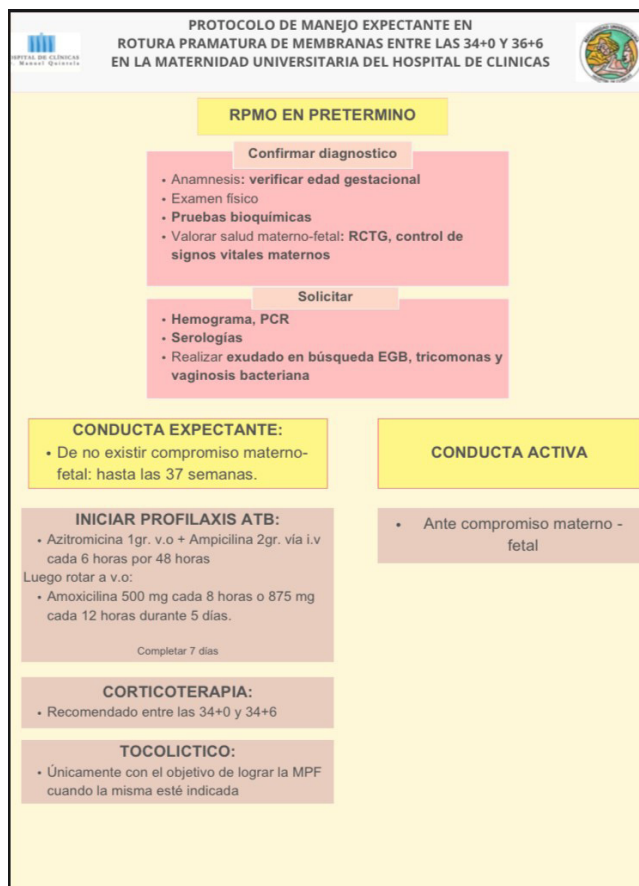 PROTOCOLO DE MANEJO EXPECTANTE EN
ROTURA PRAMATURA DE MEMBRANAS ENTRE LAS 34+0 Y 36+6
EN LA MATERNIDAD UNIVERSITARIA DEL HOSPITAL DE CLINICAS
SPITAL DE CLÍNICAS
Manuel Quintela
RPMO EN PRETERMINO
Confirmar diagnostico
• Anamnesis: verificar edad gestacional
• Examen físico
• Pruebas bioquímicas
• Valorar salud materno-fetal: RCTG, control de
signos vitales maternos
Solicitar
• Hemograma, PCR
• Serologías
• Realizar exudado en búsqueda EGB, tricomonas y
vaginosis bacteriana
CONDUCTA EXPECTANTE:
• De no existir compromiso materno-
fetal: hasta las 37 semanas.
INICIAR PROFILAXIS ATB:
• Azitromicina 1gr. v.o + Ampicilina 2gr. vía i.v
cada 6 horas por 48 horas
Luego rotar a v.o:
• Amoxicilina 500 mg cada 8 horas o 875 mg
cada 12 horas durante 5 días.
Completar 7 dias
CORTICOTERAPIA:
• Recomendado entre las 34+0 y 34+6
TOCOLICTICO:
• Únicamente con el objetivo de lograr la MPF
cuando la misma esté indicada
CONDUCTA ACTIVA
• Ante compromiso materno -
fetal